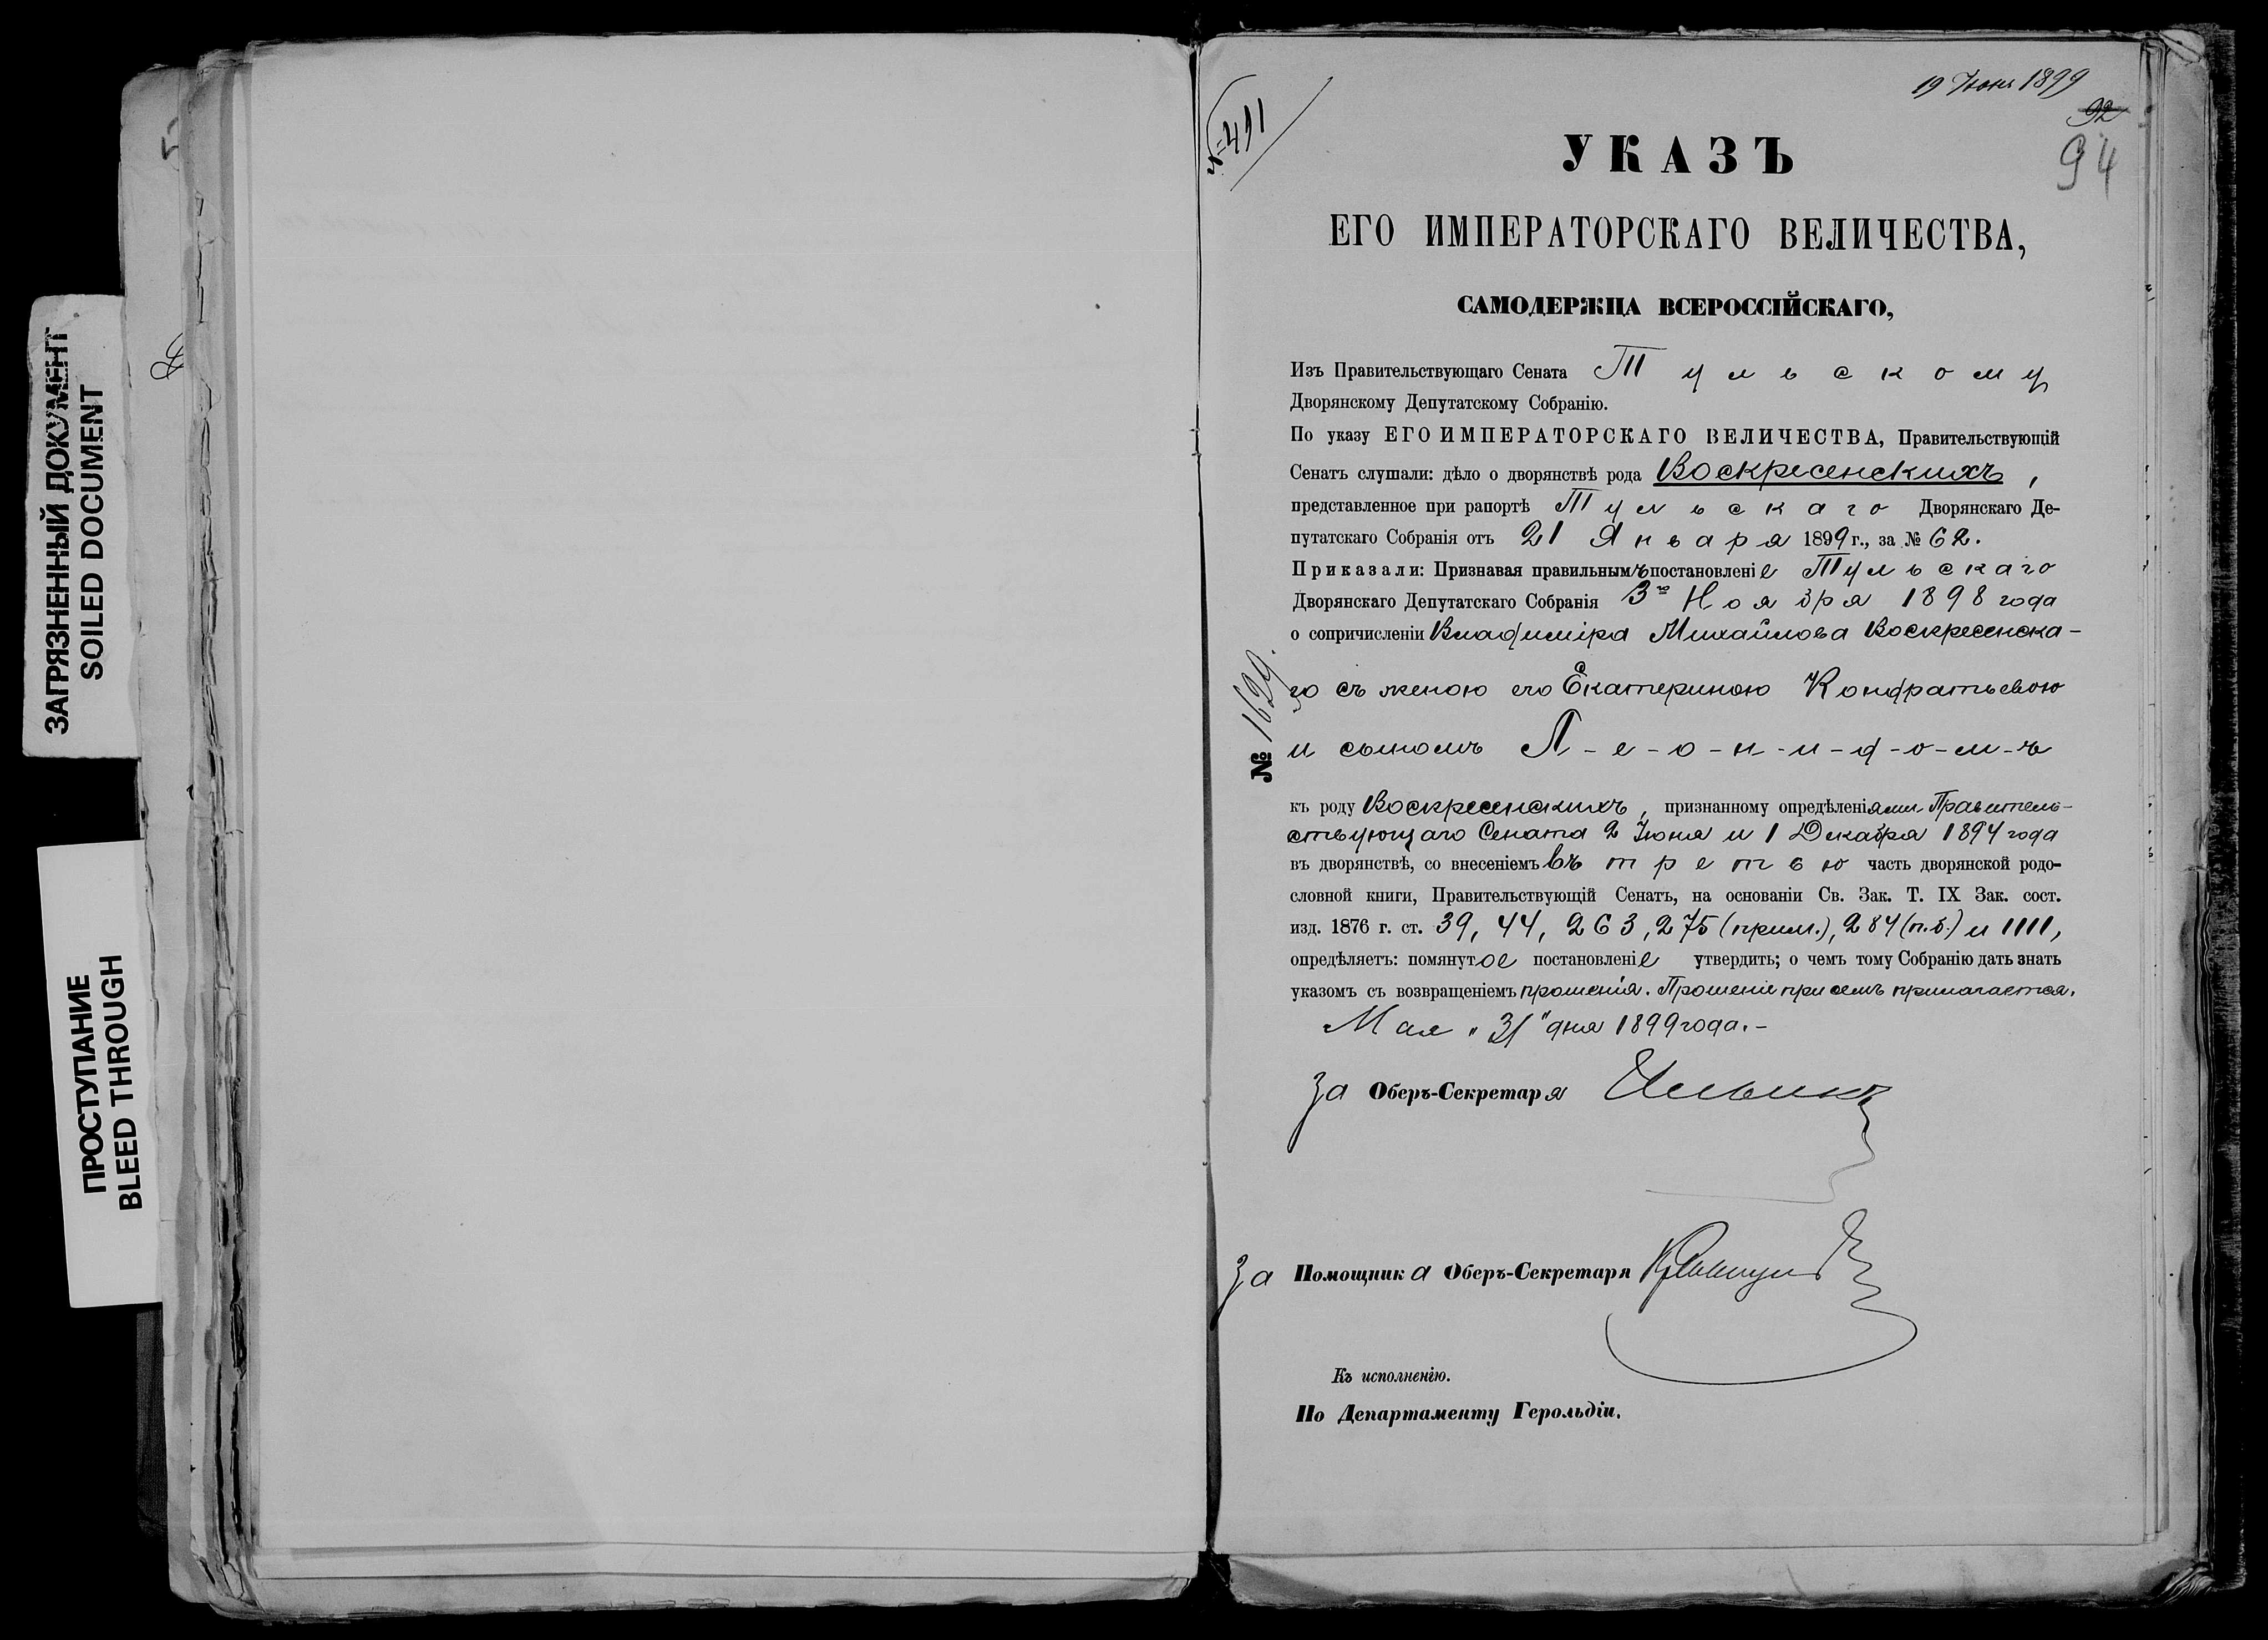 ЗАГРЯЗНЕННЫЙ ДОКУМЕНТ
SOILED DOCUMENT
ПРОСТУПАНИЕ
BLEED THROUGH
19 Июня 1899
92
94
№ 491
УКАЗЪ
ЕГО ИМПЕРАТОРСКАГО ВЕЛИЧЕСТВА,
САМОДЕРЖЦА ВСЕРОССІЙСКАГО,
Изъ Правительствующаго Сената Тульскому
Дворянскому Депутатскому Собранію.
По указу ЕГО ИМПЕРАТОРСКАГО ВЕЛИЧЕСТВА, Правительствующій
Сенатъ слушали: дѣло о дворянствѣ рода Воскресенскихъ,
представленное при рапортѣ Тульскаго Дворянскаго Де-
путатскаго Собранія отъ 21 Января 1899 г., за № 62.
Приказали: Признавая правильнымъ постановленіе Тульскаго
Дворянскаго Депутатскаго Собранія 3го Ноября 1898 года
о сопричисленіи Владиміра Михайлова Воскресенска-
го съ женою его Екатериною Кондратьевою
и сыномъ Л-е-о-н-и-д-о-м-ъ
№ 1629.
къ роду Воскресенскихъ, признанному опредѣленіями Правитель-
ствующаго Сената 2 Июня и 1 Декабря 1894 года
въ дворянствѣ, со внесеніемъ въ третью часть дворянской родо-
словной книги, Правительствующій Сенатъ, на основаніи Св. Зак. Т. IX Зак. сост.
изд. 1876 г. ст. 39, 44, 263, 275 (прим.), 284 (п.б.) и 1111,
опредѣляетъ: помянутое постановленіе утвердить; о чемъ тому Собранію дать знать
указомъ съ возвращеніемъ прошенія. Прошеніе при семъ прилагается.
Мая „31" дня 1899 года.-
За Оберъ-Секретаря Ильинъ
За Помощника Оберъ-Секретаря
Къ исполненію.
По Департаменту Герольдіи.